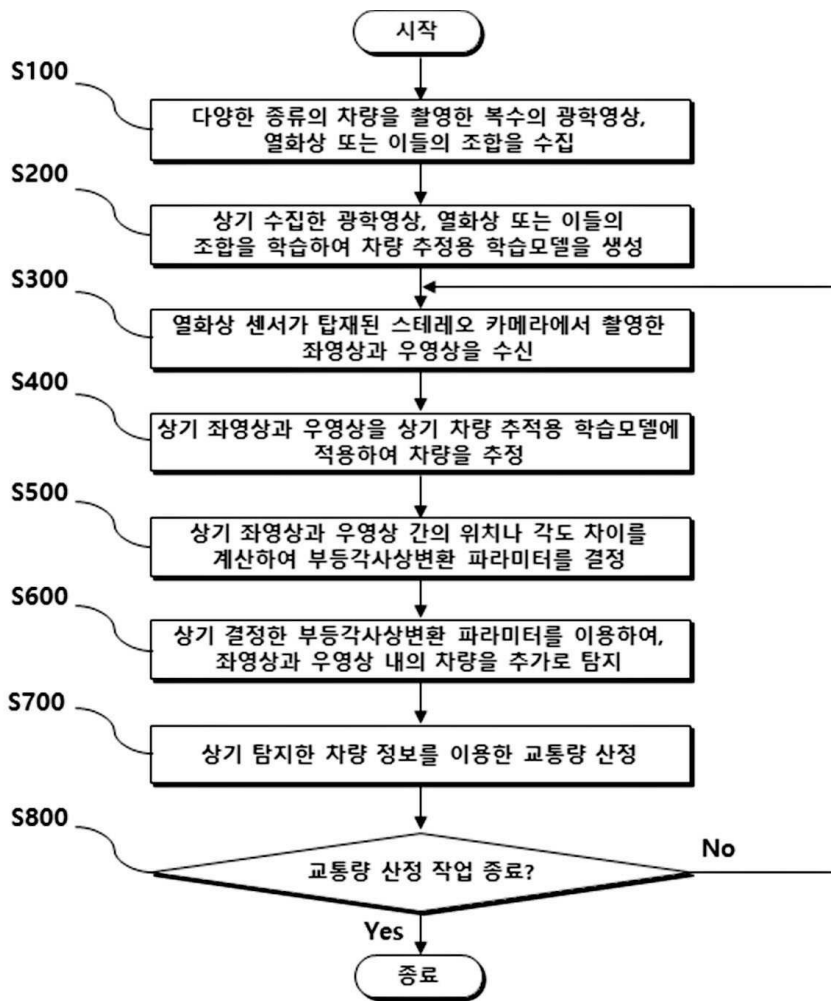 시작
S100
다양한 종류의 차량을 촬영한 복수의 광학영상,
열화상 또는 이들의 조합을 수집
S200
상기 수집한 광학영상, 열화상 또는 이들의
조합을 학습하여 차량 추정용 학습모델을 생성
S300
열화상 센서가 탑재된 스테레오 카메라에서 촬영한
좌영상과 우영상을 수신
S400
상기 좌영상과 우영상을 상기 차량 추적용 학습모델에
적용하여 차량을 추정
S500
상기 좌영상과 우영상 간의 위치나 각도 차이를
계산하여 부등각사상변환 파라미터를 결정
S600
상기 결정한 부등각사상변환 파라미터를 이용하여,
좌영상과 우영상 내의 차량을 추가로 탐지
S700
상기 탐지한 차량 정보를 이용한 교통량 산정
S800
교통량 산정 작업 종료?
No
Yes
종료